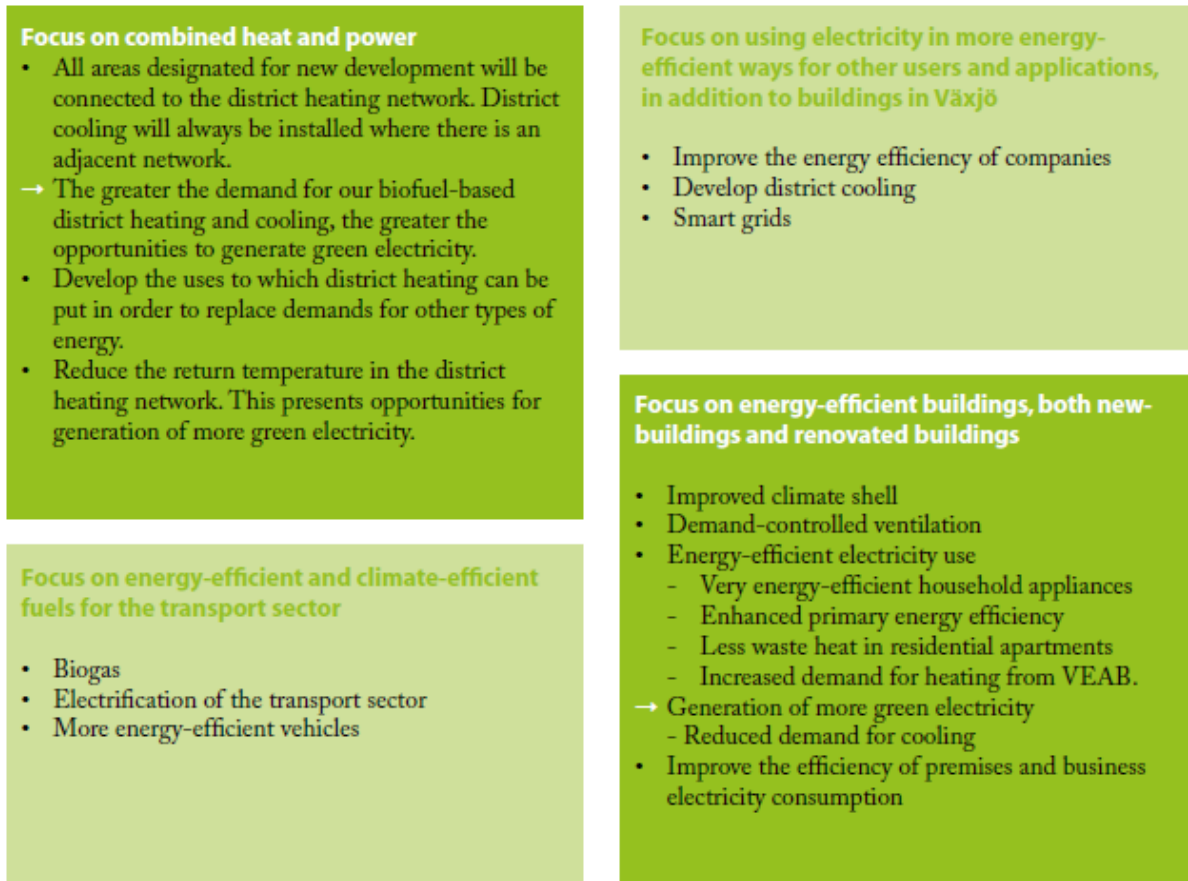 Focus on combined heat and power
• All areas designated for new development will be
connected to the district heating network. District
cooling will always be installed where there is an
adjacent network.
→ The greater the demand for our biofuel-based
district heating and cooling, the greater the
opportunities to generate green electricity.
• Develop the uses to which district heating can be
put in order to replace demands for other types of
energy.
• Reduce the return temperature in the district
heating network. This presents opportunities for
generation of more green electricity.
Focus on energy-efficient and climate-efficient
fuels for the transport sector
• Biogas
• Electrification of the transport sector
• More energy-efficient vehicles
Focus on using electricity in more energy-
efficient ways for other users and applications,
in addition to buildings in Växjö
• Improve the energy efficiency of companies
• Develop district cooling
• Smart grids
Focus on energy-efficient buildings, both new-
buildings and renovated buildings
• Improved climate shell
• Demand-controlled ventilation
• Energy-efficient electricity use
- Very energy-efficient household appliances
- Enhanced primary energy efficiency
- Less waste heat in residential apartments
- Increased demand for heating from VEAB.
→ Generation of more green electricity
- Reduced demand for cooling
• Improve the efficiency of premises and business
electricity consumption